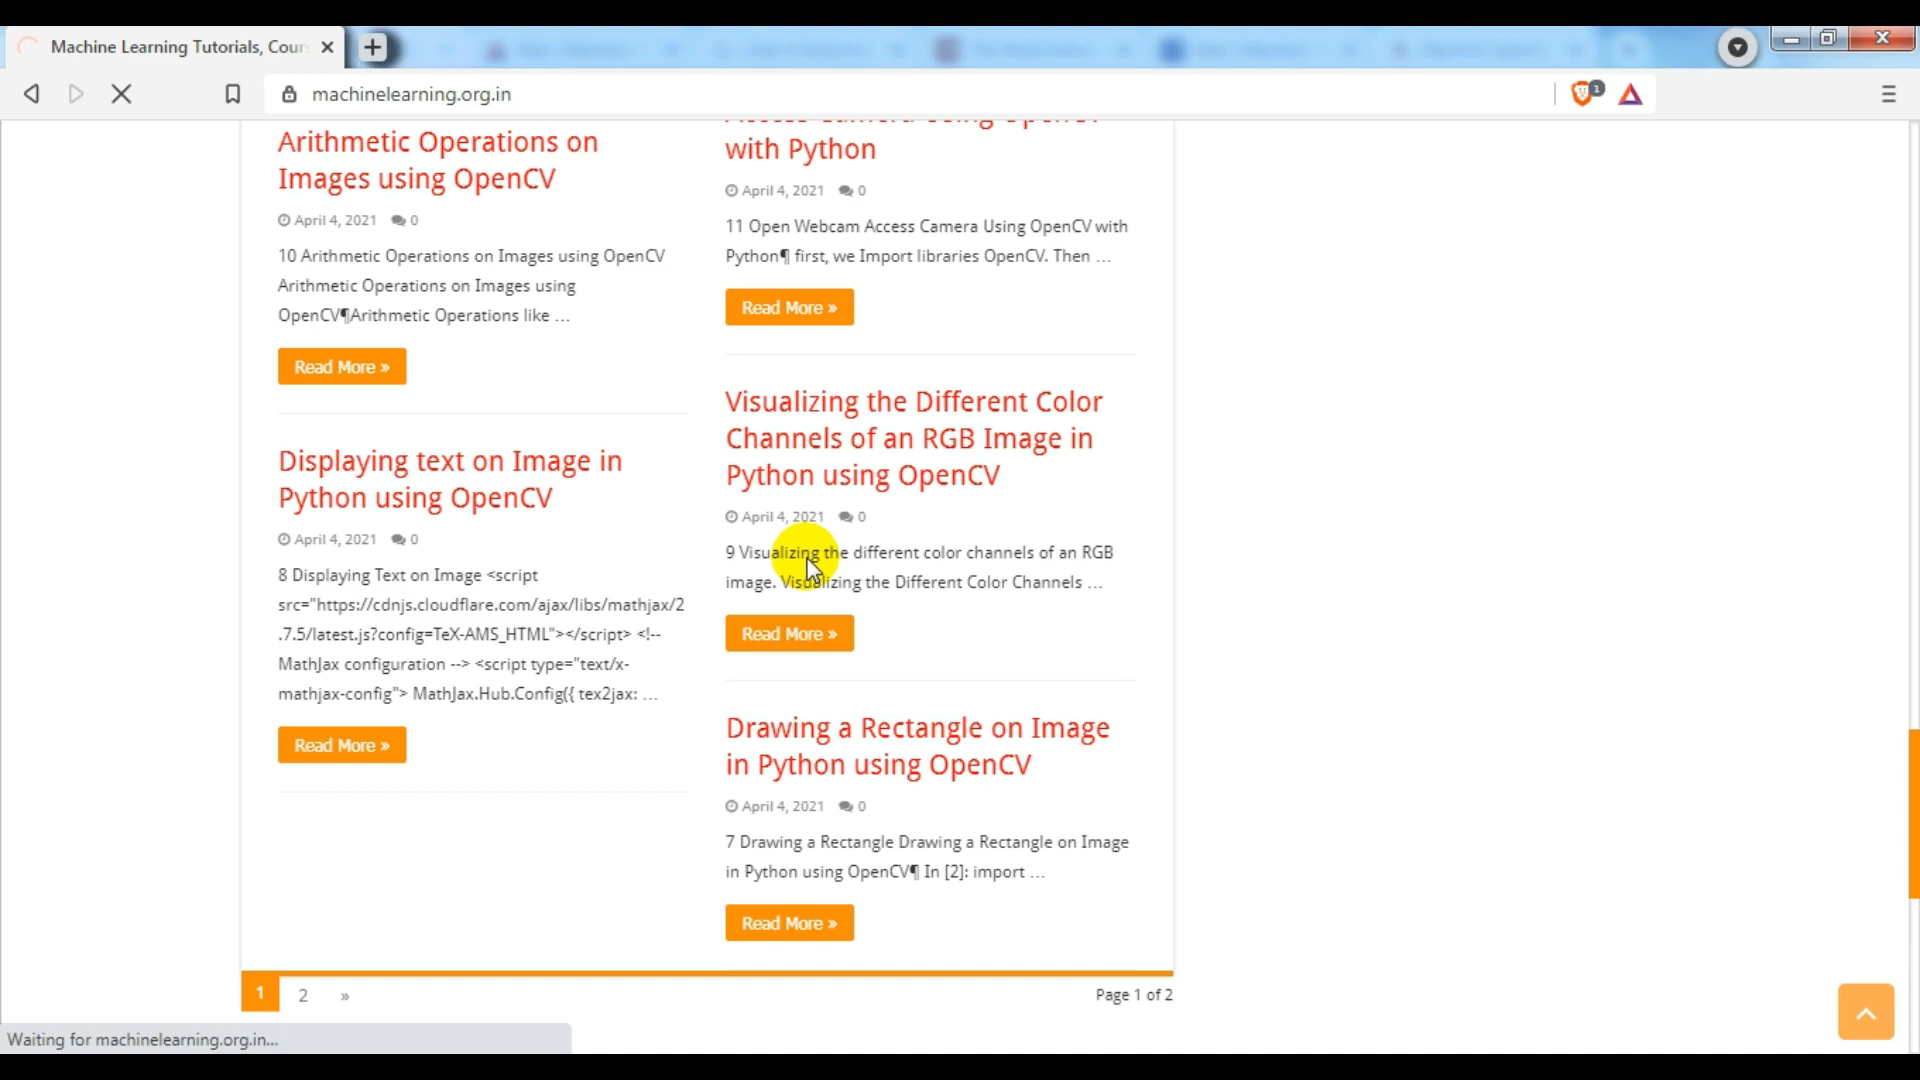 Machine Learning Tutorials, Cour
machinelearning.org.in
1
Arithmetic Operations on
Images using OpenCV
April 4, 2021 0
10 Arithmetic Operations on Images using OpenCV
Arithmetic Operations on Images using
OpenCV¶Arithmetic Operations like …
Read More »
Displaying text on Image in
Python using OpenCV
April 4, 2021 0
8 Displaying Text on Image <script
src="https://cdnjs.cloudflare.com/ajax/libs/mathjax/2
.7.5/latest.js?config=TeX-AMS_HTML"></script> <!--
MathJax configuration --> <script type="text/x-
mathjax-config"> MathJax.Hub.Config({ tex2jax: …
Read More »
Access Camera Using OpenCV
with Python
April 4, 2021 0
11 Open Webcam Access Camera Using OpenCV with
Python¶ first, we Import libraries OpenCV. Then …
Read More »
Visualizing the Different Color
Channels of an RGB Image in
Python using OpenCV
April 4, 2021 0
9 Visualizing the different color channels of an RGB
image. Visualizing the Different Color Channels …
Read More »
Drawing a Rectangle on Image
in Python using OpenCV
April 4, 2021 0
7 Drawing a Rectangle Drawing a Rectangle on Image
in Python using OpenCV¶ In [2]: import …
Read More »
1 2 »
Page 1 of 2
Waiting for machinelearning.org.in...